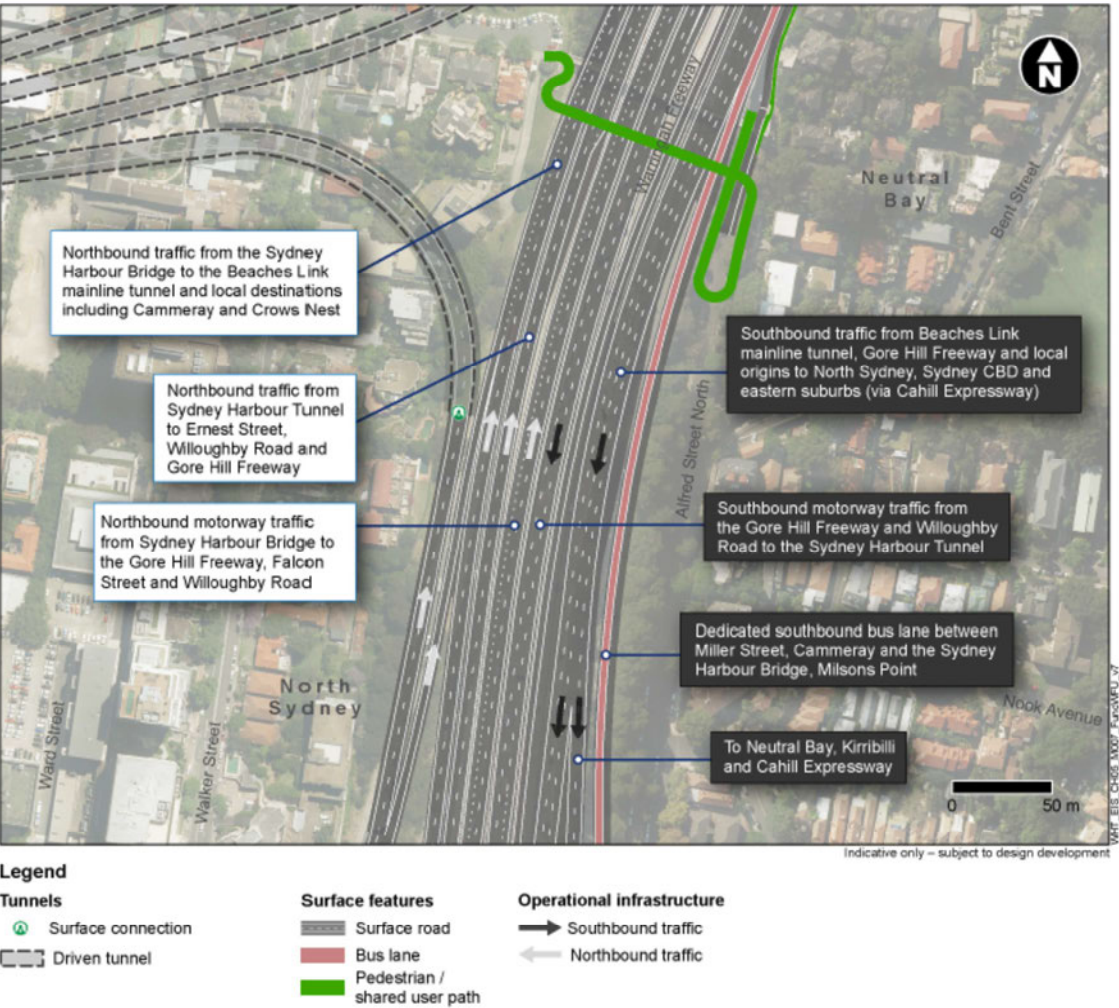 Warringah Freeway
Neutral
Bay
Bent Street
Northbound traffic from the Sydney
Harbour Bridge to the Beaches Link
mainline tunnel and local destinations
including Cammeray and Crows Nest
Southbound traffic from Beaches Link
mainline tunnel, Gore Hill Freeway and local
origins to North Sydney, Sydney CBD and
eastern suburbs (via Cahill Expressway)
Northbound traffic from
Sydney Harbour Tunnel
to Ernest Street,
Willoughby Road and
Gore Hill Freeway
Alfred Street North
Southbound motorway traffic from
the Gore Hill Freeway and Willoughby
Road to the Sydney Harbour Tunnel
Northbound motorway traffic
from Sydney Harbour Bridge to
the Gore Hill Freeway, Falcon
Street and Willoughby Road
Dedicated southbound bus lane between
Miller Street, Cammeray and the Sydney
Harbour Bridge, Milsons Point
North
Sydney
Nook Avenue
Ward Street
Walker Street
To Neutral Bay, Kirribilli
and Cahill Expressway
N
0 50 m
Indicative only – subject to design development
Legend
Tunnels
Surface connection
Driven tunnel
Surface features
Surface road
Bus lane
Pedestrian /
shared user path
Operational infrastructure
Southbound traffic
Northbound traffic